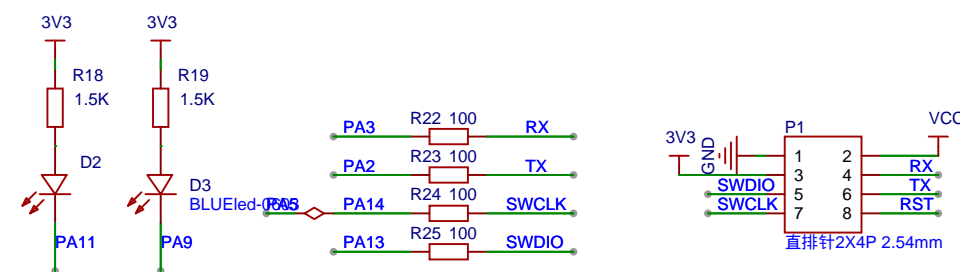 3V3
3V3
R18
1.5K
R19
1.5K
D2
D3
BLUEled-0603
PA11
PA9
PA3
R22 100
RX
PA2
R23 100
TX
PA14
R24 100
SWCLK
PA13
R25 100
SWDIO
3V3
GND
P1
VCC
1
2
3
4
RX
SWDIO
5
6
TX
SWCLK
7
8
RST
直排针2X4P 2.54mm